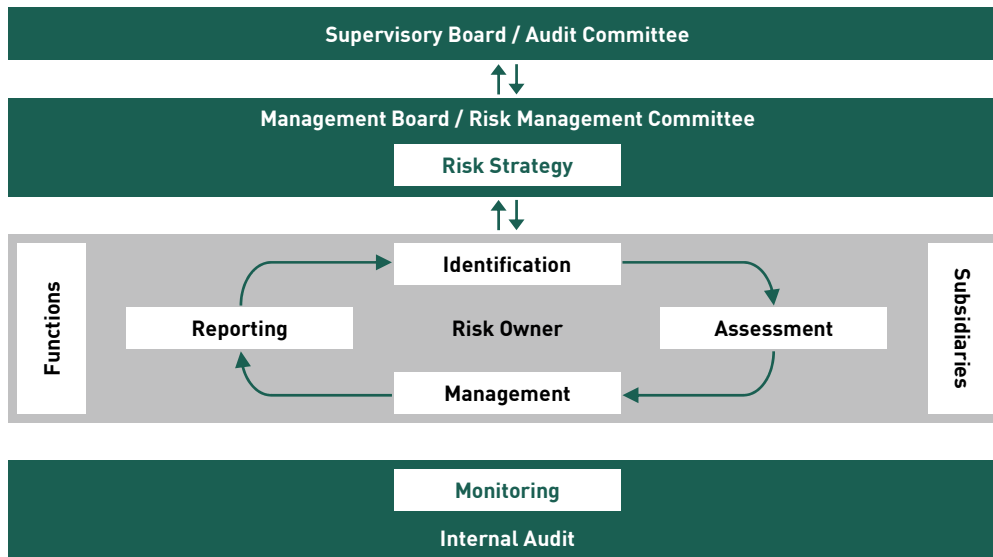 Supervisory Board / Audit Committee
Management Board / Risk Management Committee
Risk Strategy
Functions
Identification
Reporting
Risk Owner
Assessment
Management
Subsidiaries
Monitoring
Internal Audit